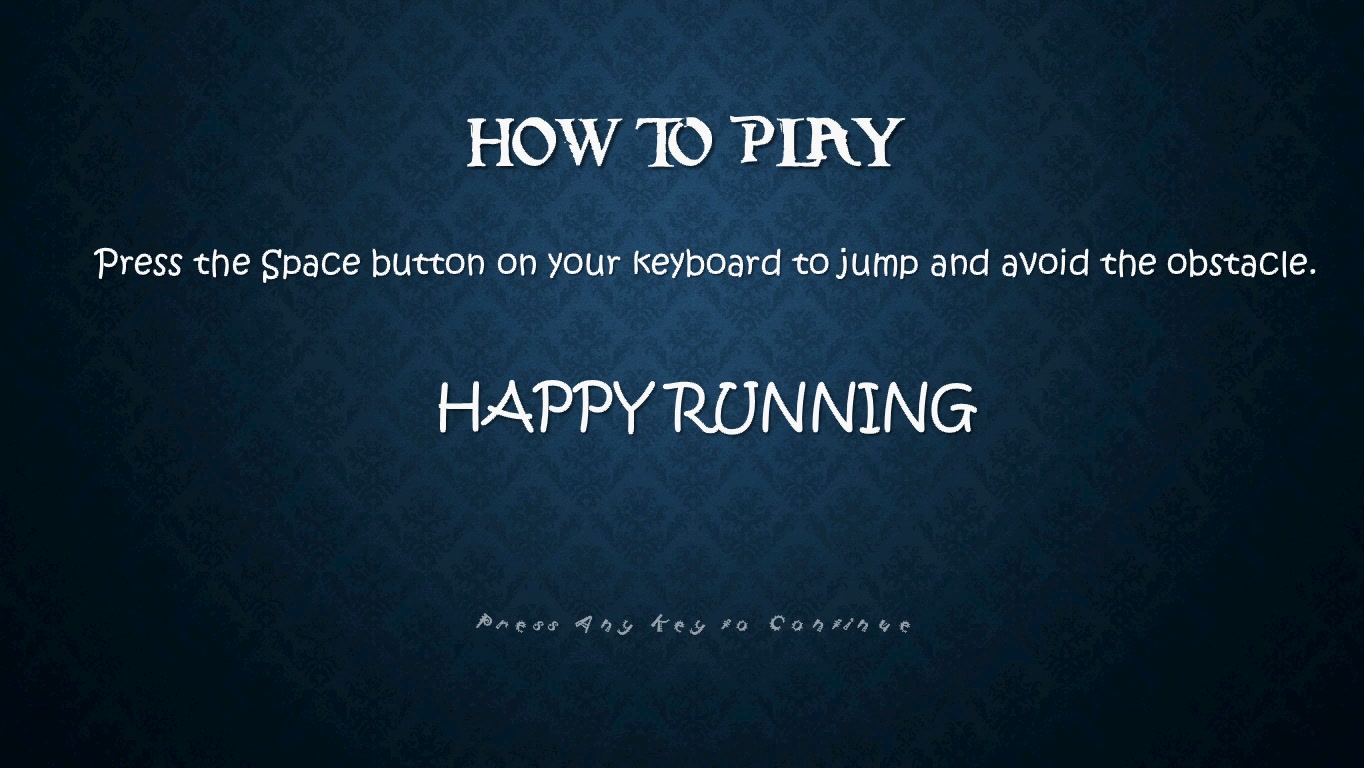 HOW TO PLAY
Press the Space button on your keyboard to jump and avoid the obstacle.
HAPPY RUNNING
Press Any Key to Continue